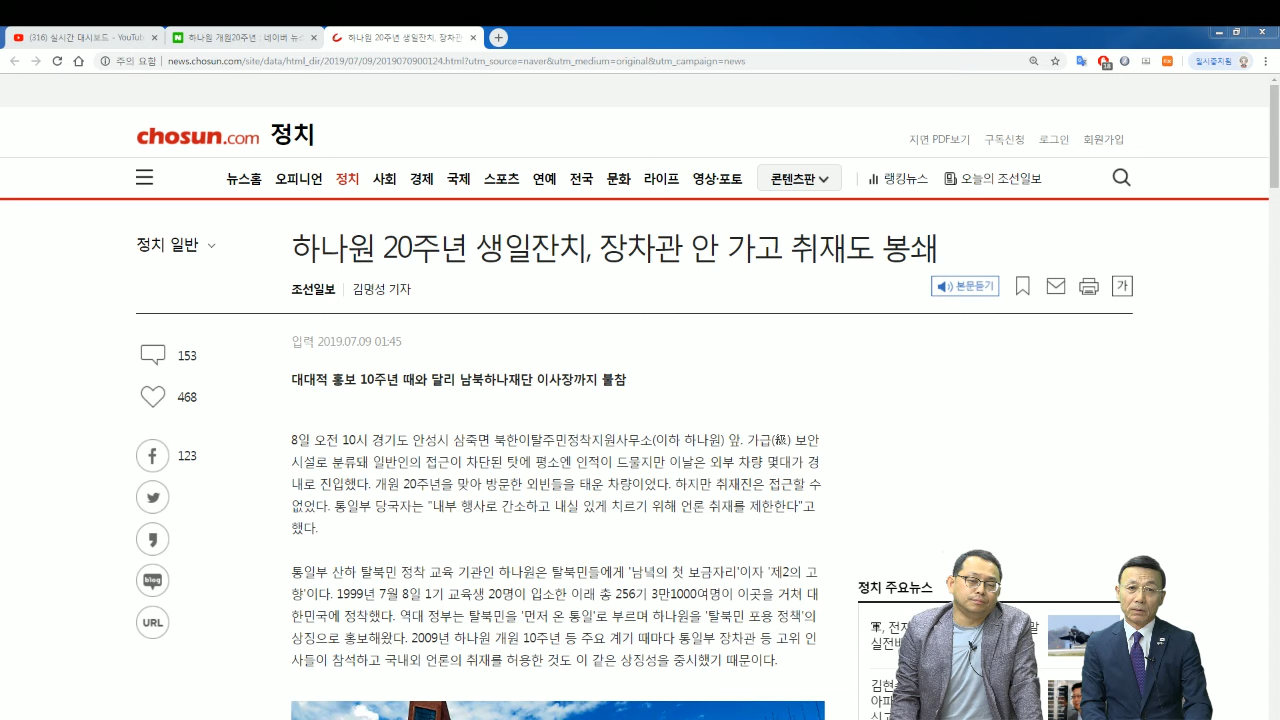 (316) 실시간 대시보드 - YouTub
하나원 개원20주년 : 네이버 뉴스
하나원 20주년 생일잔치, 장차관
주의 요함
news.chosun.com/site/data/html_dir/2019/07/09/2019070900124.html?utm_source=naver&utm_medium=original&utm_campaign=news
18
일시중지됨
chosun.com 정치
지면 PDF보기 구독신청 로그인 회원가입
뉴스홈 오피니언 정치 사회 경제 국제 스포츠 연예 전국 문화 라이프 영상·포토 콘텐츠판 랭킹뉴스 오늘의 조선일보
정치 일반
하나원 20주년 생일잔치, 장차관 안 가고 취재도 봉쇄
조선일보 김명성 기자
본문듣기
가
입력 2019.07.09 01:45
153
대대적 홍보 10주년 때와 달리 남북하나재단 이사장까지 불참
468
8일 오전 10시 경기도 안성시 삼죽면 북한이탈주민정착지원사무소(이하 하나원) 앞. 가급(級) 보안
시설로 분류돼 일반인의 접근이 차단된 탓에 평소엔 인적이 드물지만 이날은 외부 차량 몇대가 경
내로 진입했다. 개원 20주년을 맞아 방문한 외빈들을 태운 차량이었다. 하지만 취재진은 접근할 수
없었다. 통일부 당국자는 "내부 행사로 간소하고 내실 있게 치르기 위해 언론 취재를 제한한다"고
했다.
123
blog
URL
통일부 산하 탈북민 정착 교육 기관인 하나원은 탈북민들에게 '남녘의 첫 보금자리'이자 '제2의 고
향'이다. 1999년 7월 8일 1기 교육생 20명이 입소한 이래 총 256기 3만1000여명이 이곳을 거쳐 대
한민국에 정착했다. 역대 정부는 탈북민을 '먼저 온 통일'로 부르며 하나원을 '탈북민 포용 정책'의
상징으로 홍보해왔다. 2009년 하나원 개원 10주년 등 주요 계기 때마다 통일부 장차관 등 고위 인
사들이 참석하고 국내외 언론의 취재를 허용한 것도 이 같은 상징성을 중시했기 때문이다.
정치 주요뉴스
軍, 전
실전배
김현
아파
신고